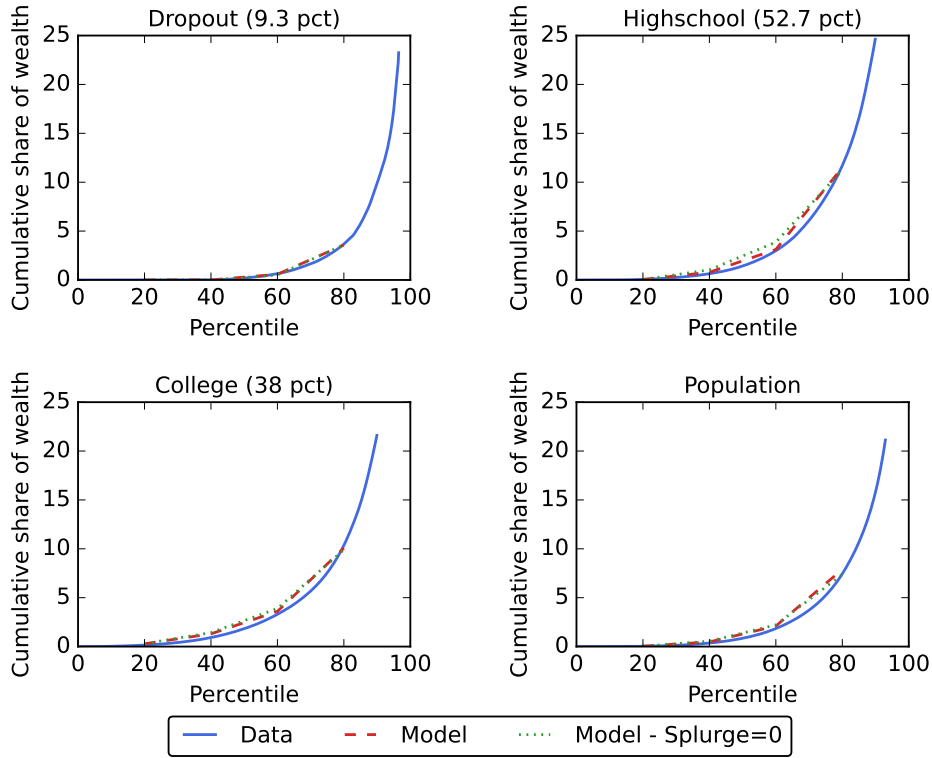 Dropout (9.3 pct)
Cumulative share of wealth
25
20
15
10
5
0
0 20 40 60 80 100
Percentile
Highschool (52.7 pct)
Cumulative share of wealth
25
20
15
10
5
0
0 20 40 60 80 100
Percentile
College (38 pct)
Cumulative share of wealth
25
20
15
10
5
0
0 20 40 60 80 100
Percentile
Population
Cumulative share of wealth
25
20
15
10
5
0
0 20 40 60 80 100
Percentile
Data Model Model - Splurge=0